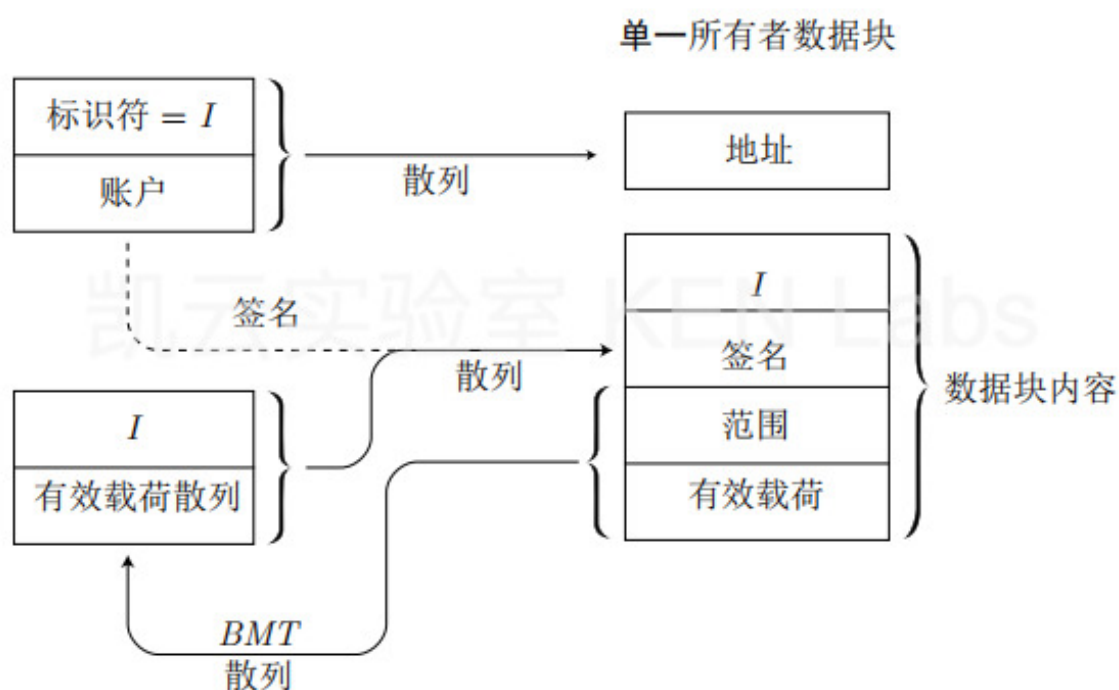 单一所有者数据块
标识符 = I
账户
散列
地址
凯云实验室 KEN Labs
签名
散列
I
签名
范围
有效载荷
数据块内容
I
有效载荷散列
BMT
散列